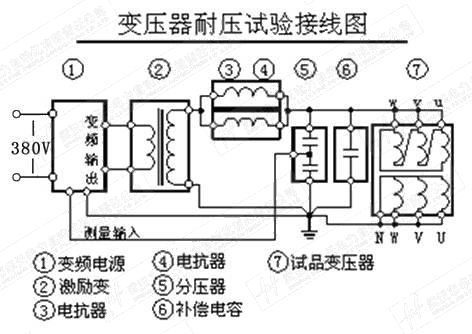 变压器耐压试验接线图
① ② ③ ④ ⑤ ⑥ ⑦
w v u
380V
变频输出
测量输入
N W V U
①变频电源 ④电抗器 ⑦试品变压器
②激励变 ⑤分压器
③电抗器 ⑥补偿电容